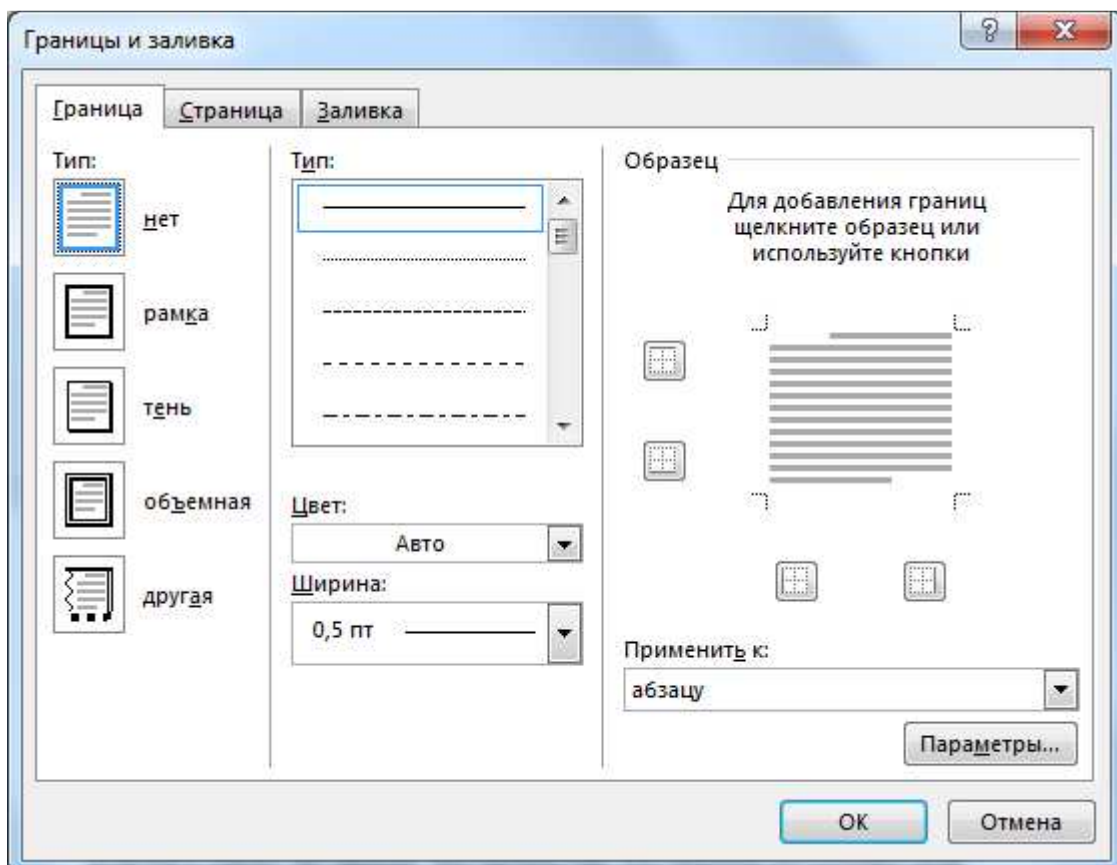 Границы и заливка
Граница
Страница
Заливка
Тип:
нет
рамка
тень
объемная
другая
Тип:
Цвет:
Авто
Ширина:
0,5 пт
Образец
Для добавления границ
щелкните образец или
используйте кнопки
Применить к:
абзацу
Параметры...
ОК
Отмена